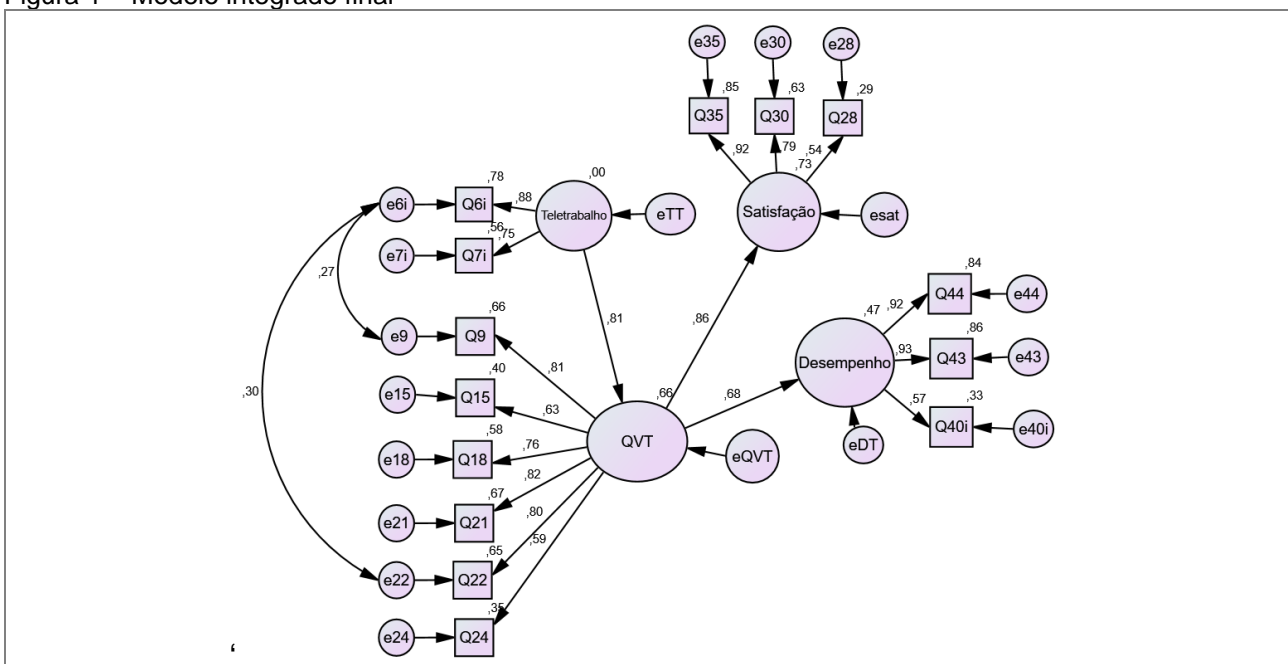 Figura 1 – Modelo integrado final
e35
e30
e28
,85
,63
,29
Q35
Q30
Q28
,92
,79
,54
,73
,78
,00
e6i
Q6i
,88
Teletrabalho
eTT
Satisfação
esat
,56
,75
e7i
Q7i
,27
,84
,47
,92
Q44
e44
,66
,81
,86
,86
e9
Q9
Desempenho
,93
Q43
e43
,81
,40
,30
,68
,66
,57
,33
e15
Q15
,63
Q40i
e40i
,58
,76
QVT
eDT
e18
Q18
eQVT
,82
,67
,80
e21
Q21
,59
,65
e22
Q22
,35
e24
Q24
‘